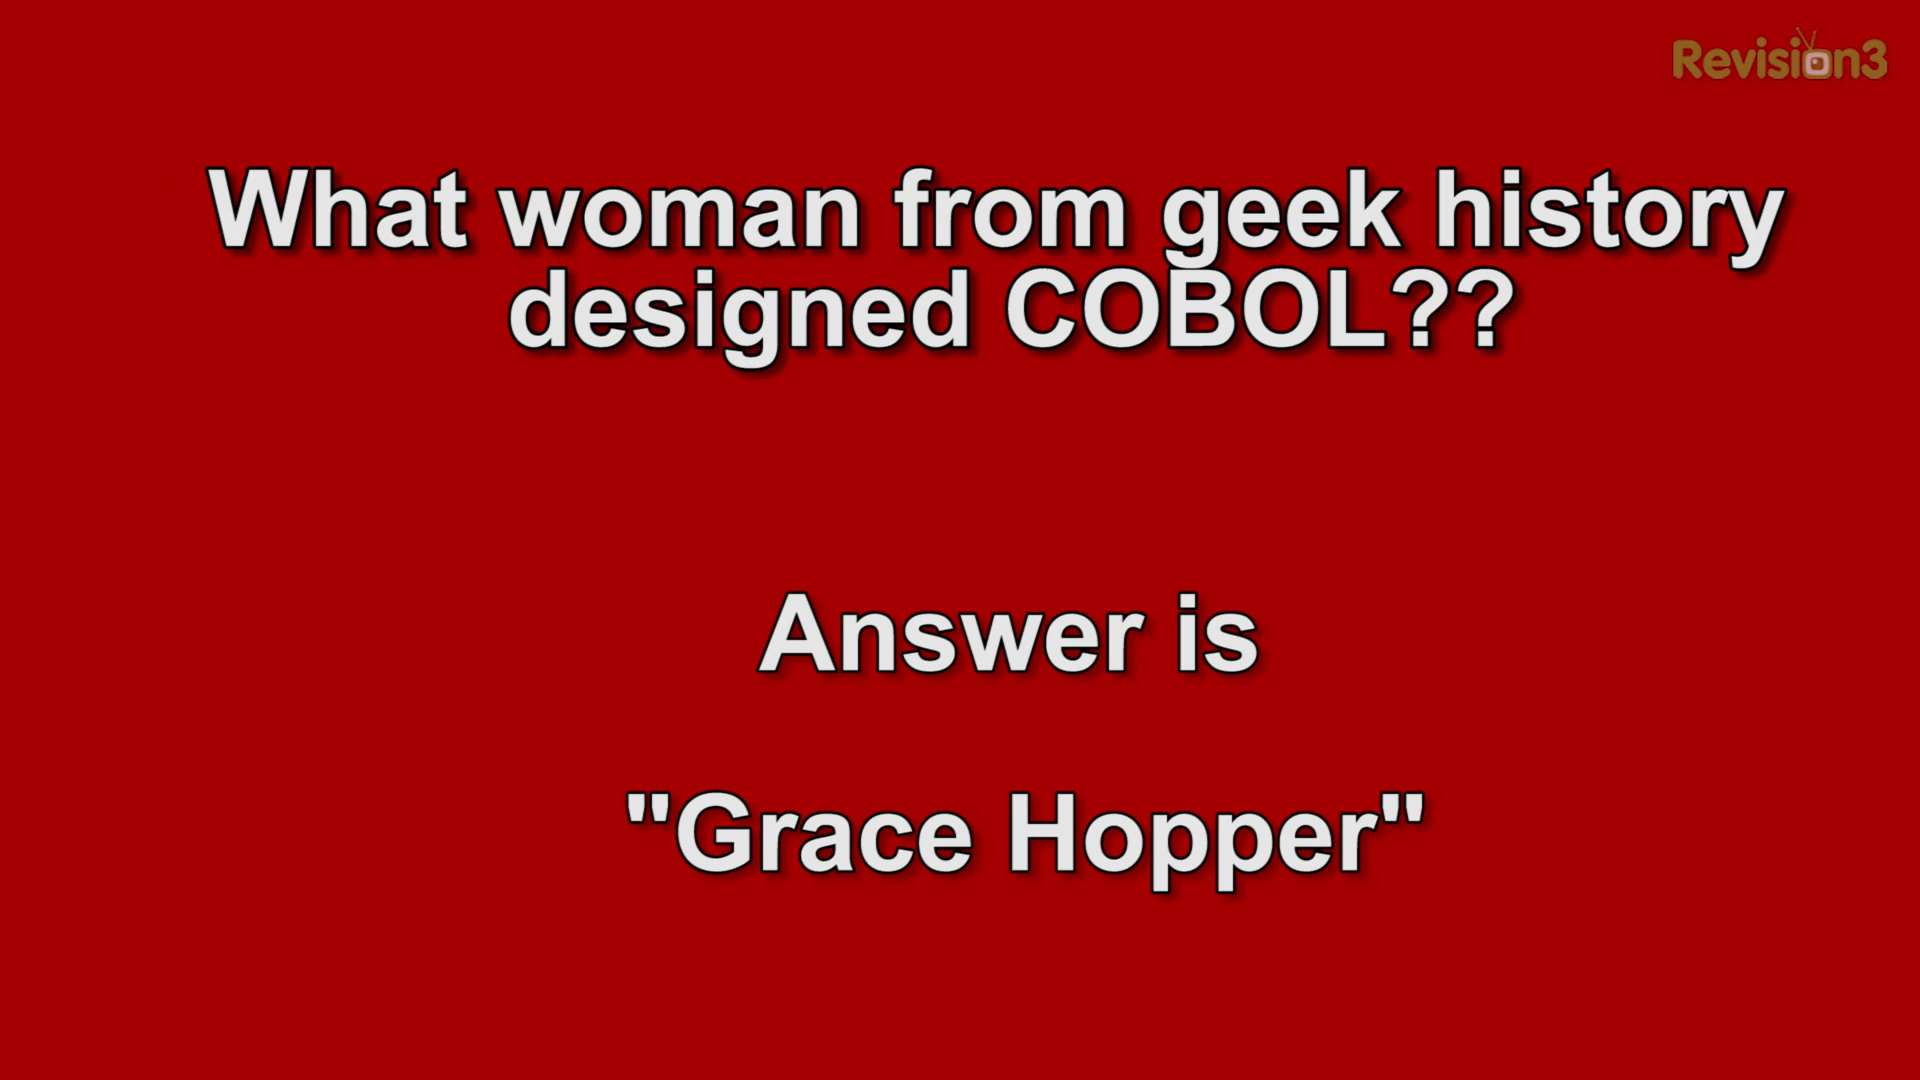 Revision3
What woman from geek history
designed COBOL??
Answer is
"Grace Hopper"